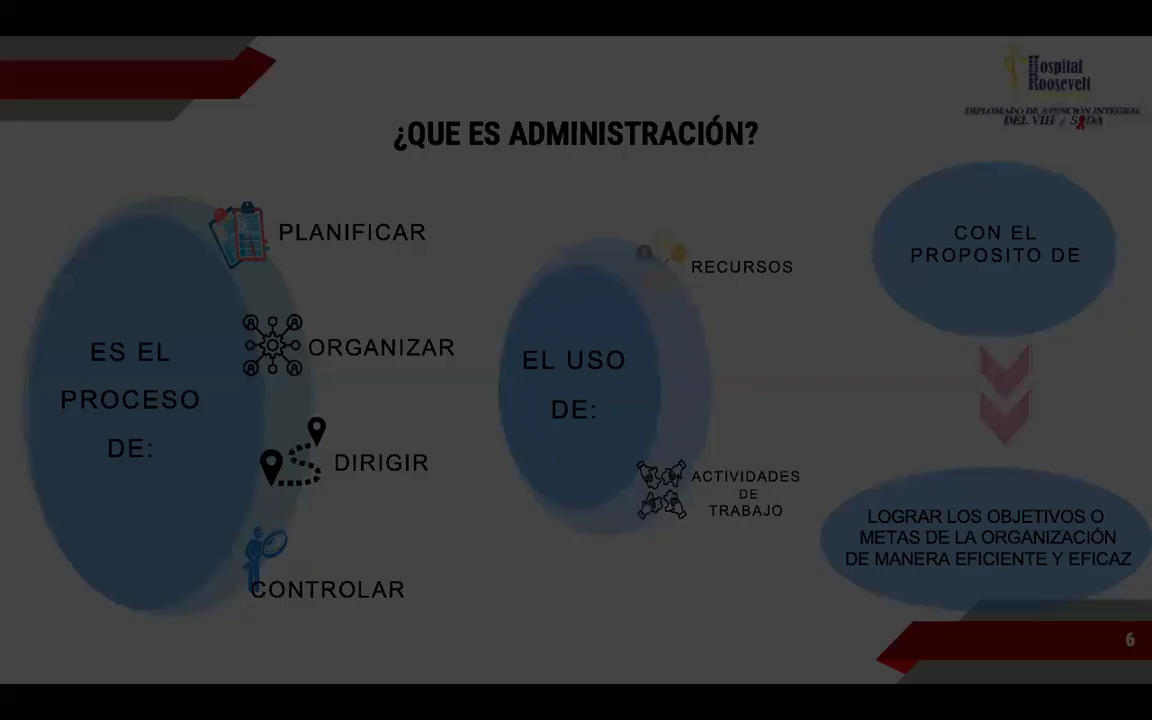 Hospital
Roosevelt
DIPLOMADO DE ATENCIÓN INTEGRAL
DEL VIH / SIDA
¿QUE ES ADMINISTRACIÓN?
ES EL
PROCESO
DE:
PLANIFICAR
ORGANIZAR
DIRIGIR
CONTROLAR
EL USO
DE:
RECURSOS
ACTIVIDADES
DE
TRABAJO
CON EL
PROPOSITO DE
LOGRAR LOS OBJETIVOS O
METAS DE LA ORGANIZACIÓN
DE MANERA EFICIENTE Y EFICAZ
6